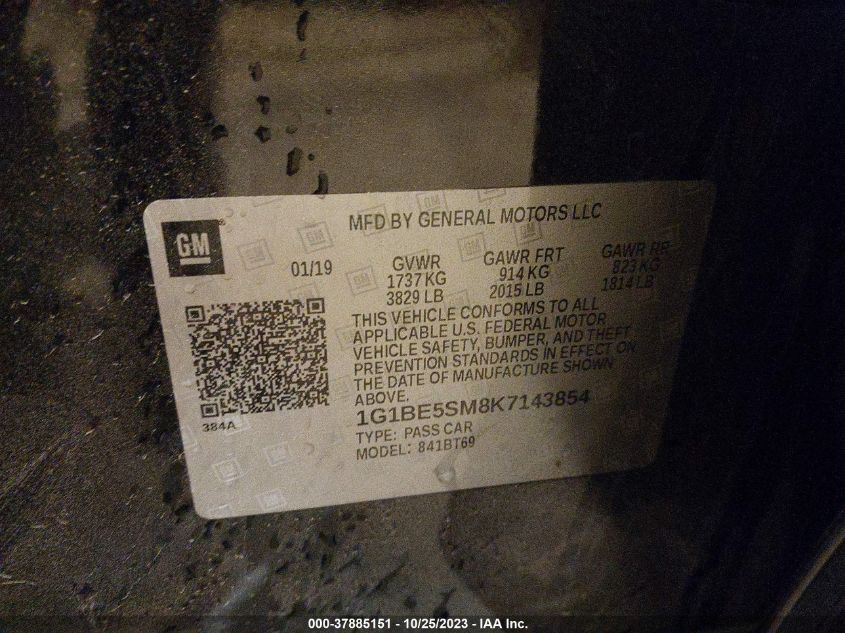 MFD BY GENERAL MOTORS LLC
GM
01/19
GVWR
1737 KG
3829 LB
GAWR FRT
914 KG
2015 LB
GAWR RR
823 KG
1814 LB
THIS VEHICLE CONFORMS TO ALL
APPLICABLE U.S. FEDERAL MOTOR
VEHICLE SAFETY, BUMPER, AND THEFT
PREVENTION STANDARDS IN EFFECT ON
THE DATE OF MANUFACTURE SHOWN
ABOVE.
384A
1G1BE5SM8K7143854
TYPE: PASS CAR
MODEL: 841BT69
000-37885151 - 10/25/2023 - IAA Inc.